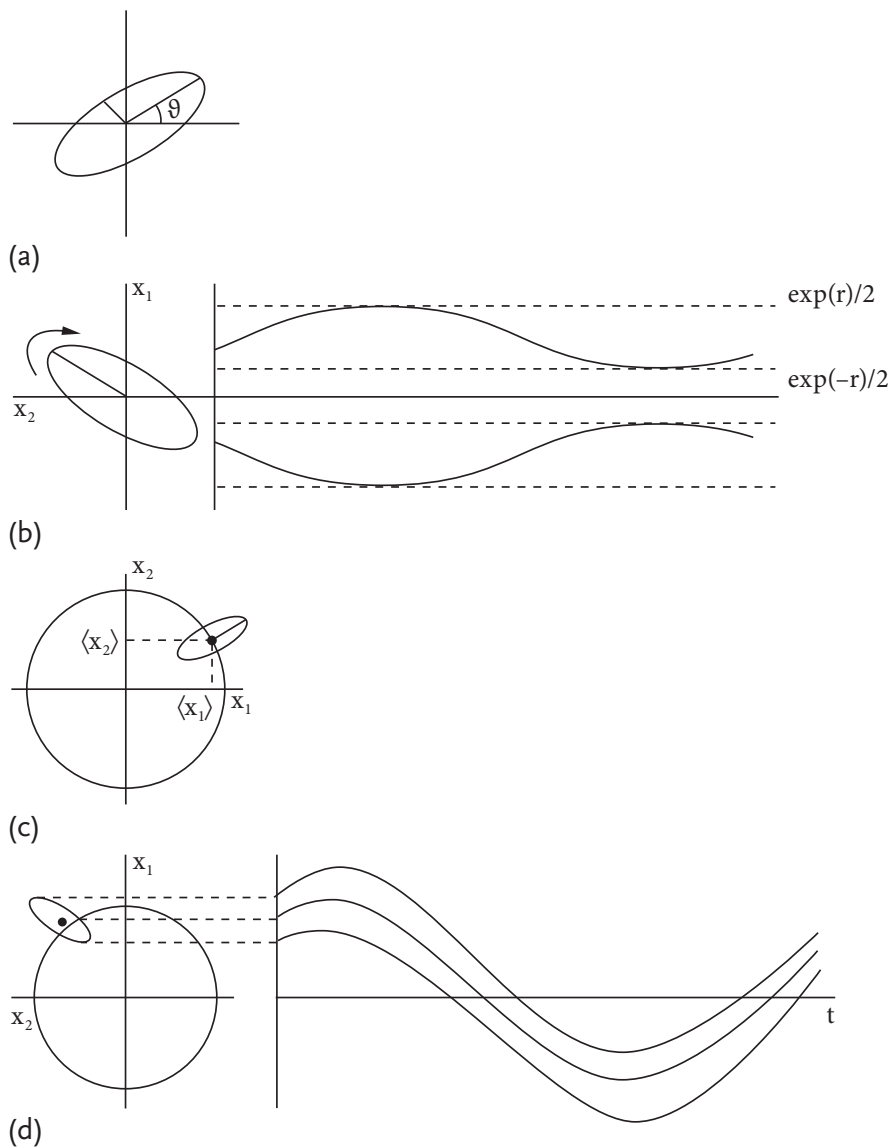 ϑ
(a)
x₁
exp(r)/2
exp(–r)/2
x₂
(b)
x₂
⟨x₂⟩
⟨x₁⟩ x₁
(c)
x₁
x₂
t
(d)